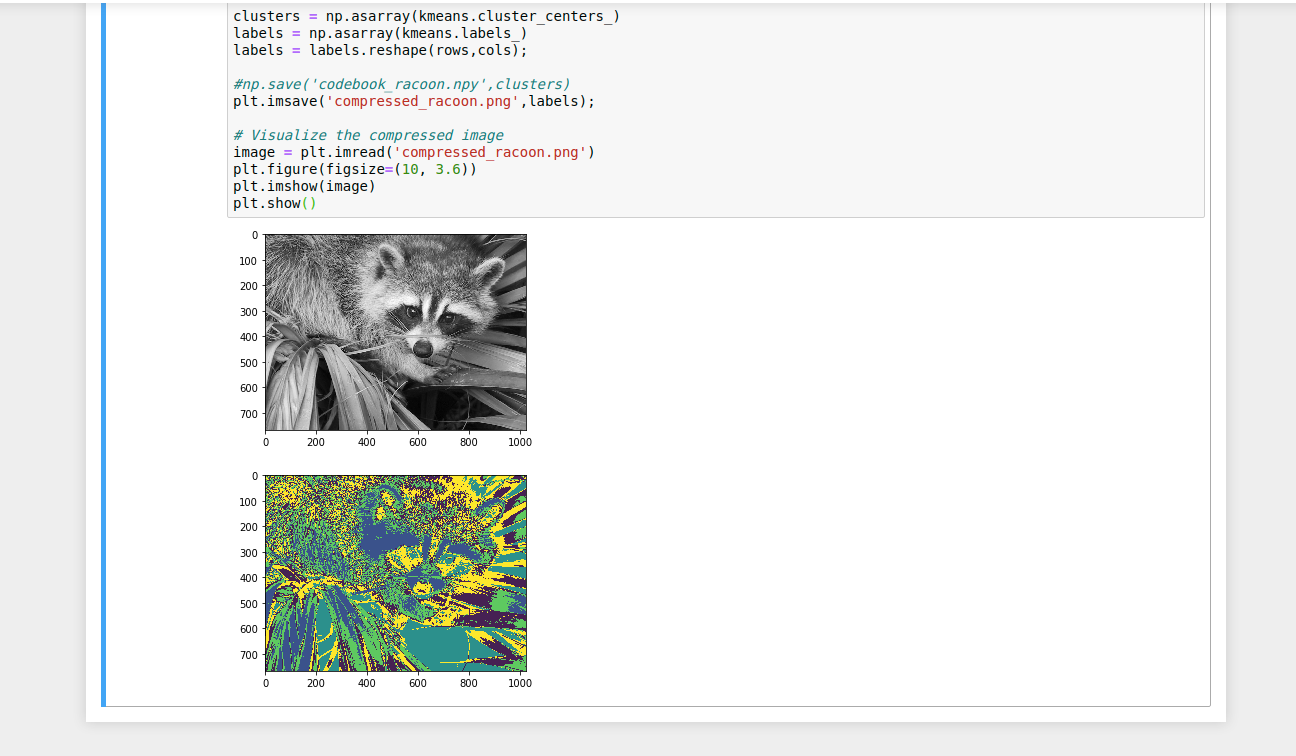 clusters = np.asarray(kmeans.cluster_centers_)
labels = np.asarray(kmeans.labels_)
labels = labels.reshape(rows,cols);
#np.save('codebook_racoon.npy',clusters)
plt.imsave('compressed_racoon.png',labels);
# Visualize the compressed image
image = plt.imread('compressed_racoon.png')
plt.figure(figsize=(10, 3.6))
plt.imshow(image)
plt.show()
0
100
200
300
400
500
600
700
0 200 400 600 800 1000
0
100
200
300
400
500
600
700
0 200 400 600 800 1000